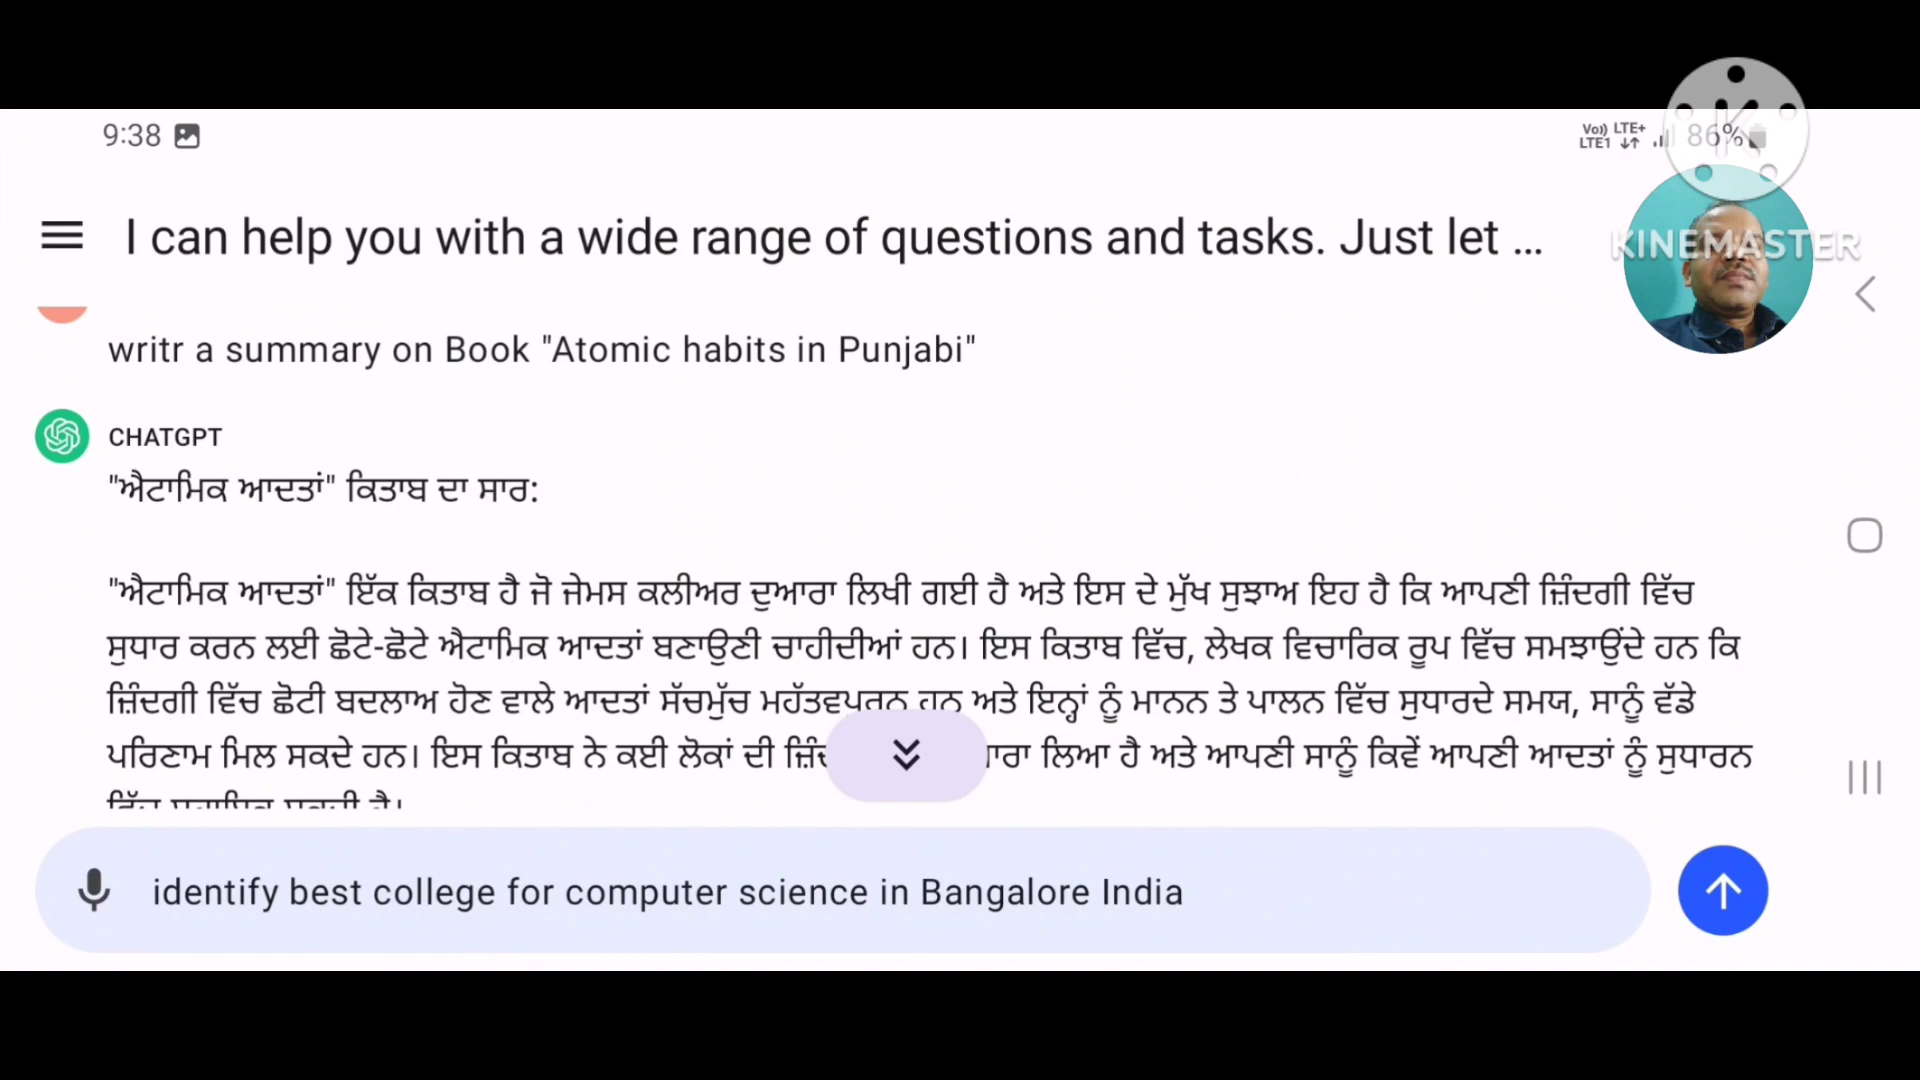 9:38
Vo)) LTE+
LTE1
86%
I can help you with a wide range of questions and tasks. Just let ...
KINEMASTER
writr a summary on Book "Atomic habits in Punjabi"
CHATGPT
"ਐਟਾਮਿਕ ਆਦਤਾਂ" ਕਿਤਾਬ ਦਾ ਸਾਰ:
"ਐਟਾਮਿਕ ਆਦਤਾਂ" ਇੱਕ ਕਿਤਾਬ ਹੈ ਜੋ ਜੇਮਸ ਕਲੀਅਰ ਦੁਆਰਾ ਲਿਖੀ ਗਈ ਹੈ ਅਤੇ ਇਸ ਦੇ ਮੁੱਖ ਸੁਝਾਅ ਇਹ ਹੈ ਕਿ ਆਪਣੀ ਜ਼ਿੰਦਗੀ ਵਿੱਚ
ਸੁਧਾਰ ਕਰਨ ਲਈ ਛੋਟੇ-ਛੋਟੇ ਐਟਾਮਿਕ ਆਦਤਾਂ ਬਣਾਉਣੀ ਚਾਹੀਦੀਆਂ ਹਨ। ਇਸ ਕਿਤਾਬ ਵਿੱਚ, ਲੇਖਕ ਵਿਚਾਰਿਕ ਰੂਪ ਵਿੱਚ ਸਮਝਾਉਂਦੇ ਹਨ ਕਿ
ਜ਼ਿੰਦਗੀ ਵਿੱਚ ਛੋਟੀ ਬਦਲਾਅ ਹੋਣ ਵਾਲੇ ਆਦਤਾਂ ਸੱਚਮੁੱਚ ਹਨ ਅਤੇ ਇਨ੍ਹਾਂ ਨੂੰ ਮਾਨਨ ਤੇ ਪਾਲਨ ਵਿੱਚ ਸੁਧਾਰਦੇ ਸਮਯ, ਸਾਨੂੰ ਵੱਡੇ
ਪਰਿਣਾਮ ਮਿਲ ਸਕਦੇ ਹਨ। ਇਸ ਕਿਤਾਬ ਨੇ ਕਈ ਲੋਕਾਂ ਦੀ ਲਿਆ ਹੈ ਅਤੇ ਆਪਣੀ ਸਾਨੂੰ ਕਿਵੇਂ ਆਪਣੀ ਆਦਤਾਂ ਨੂੰ ਸੁਧਾਰਨ
identify best college for computer science in Bangalore India